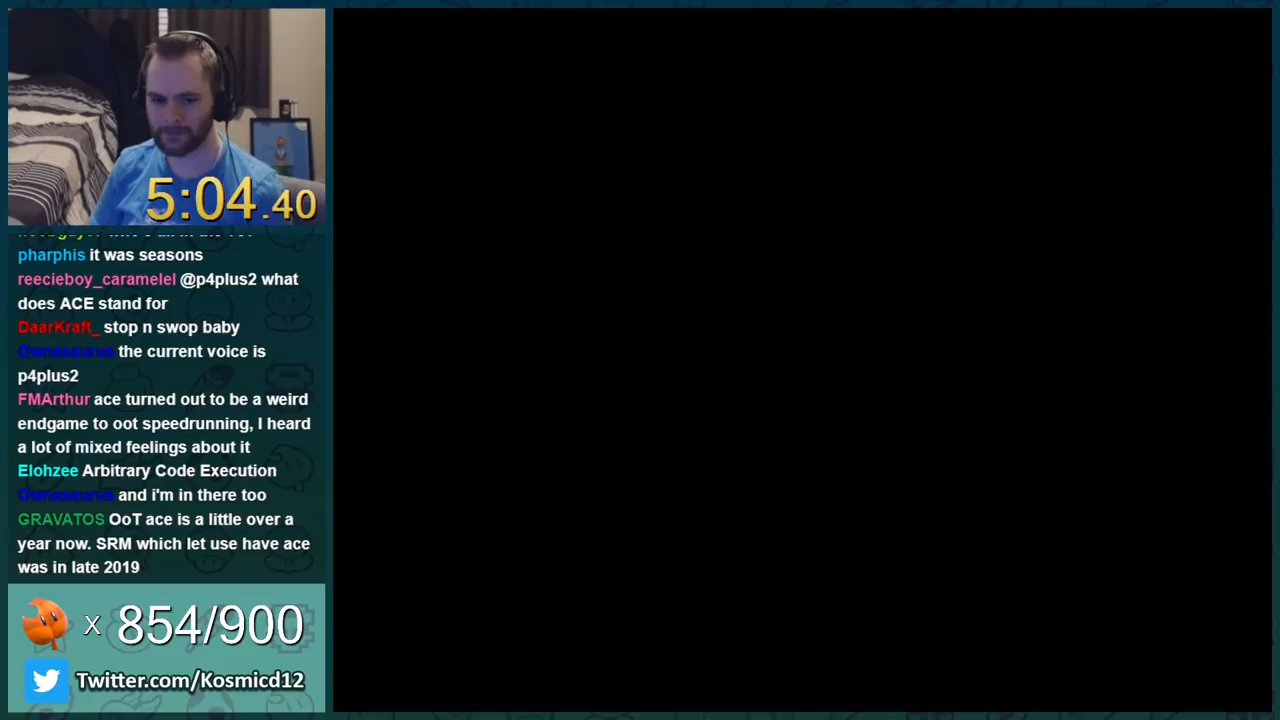 5:04.40
pharphis it was seasons
reecieboy_caramelel @p4plus2 what
does ACE stand for
DaarKraft_ stop n swop baby
Ownasaurus the current voice is
p4plus2
FMArthur ace turned out to be a weird
endgame to oot speedrunning, I heard
a lot of mixed feelings about it
Elohzee Arbitrary Code Execution
Ownasaurus and i'm in there too
GRAVATOS OoT ace is a little over a
year now. SRM which let use have ace
was in late 2019
x 854/900
Twitter.com/Kosmicd12